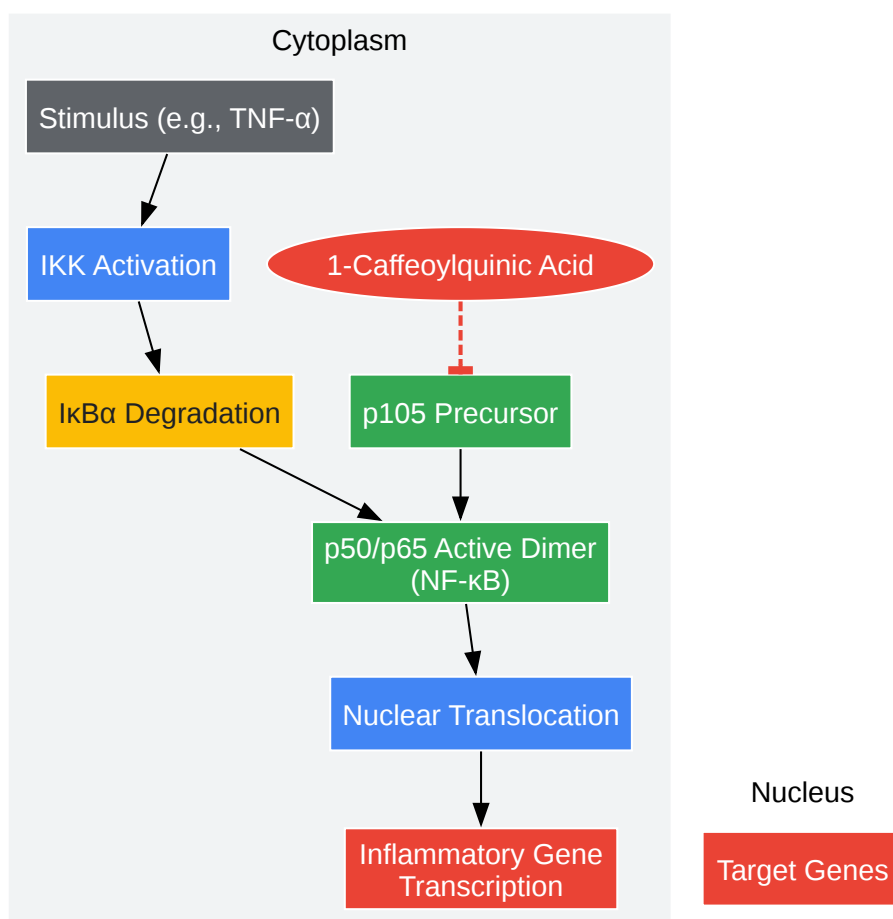 Cytoplasm
Stimulus (e.g., TNF-α)
IKK Activation
1-Caffeoylquinic Acid
IκBα Degradation
p105 Precursor
p50/p65 Active Dimer
(NF-κB)
Nuclear Translocation
Inflammatory Gene
Transcription
Nucleus
Target Genes